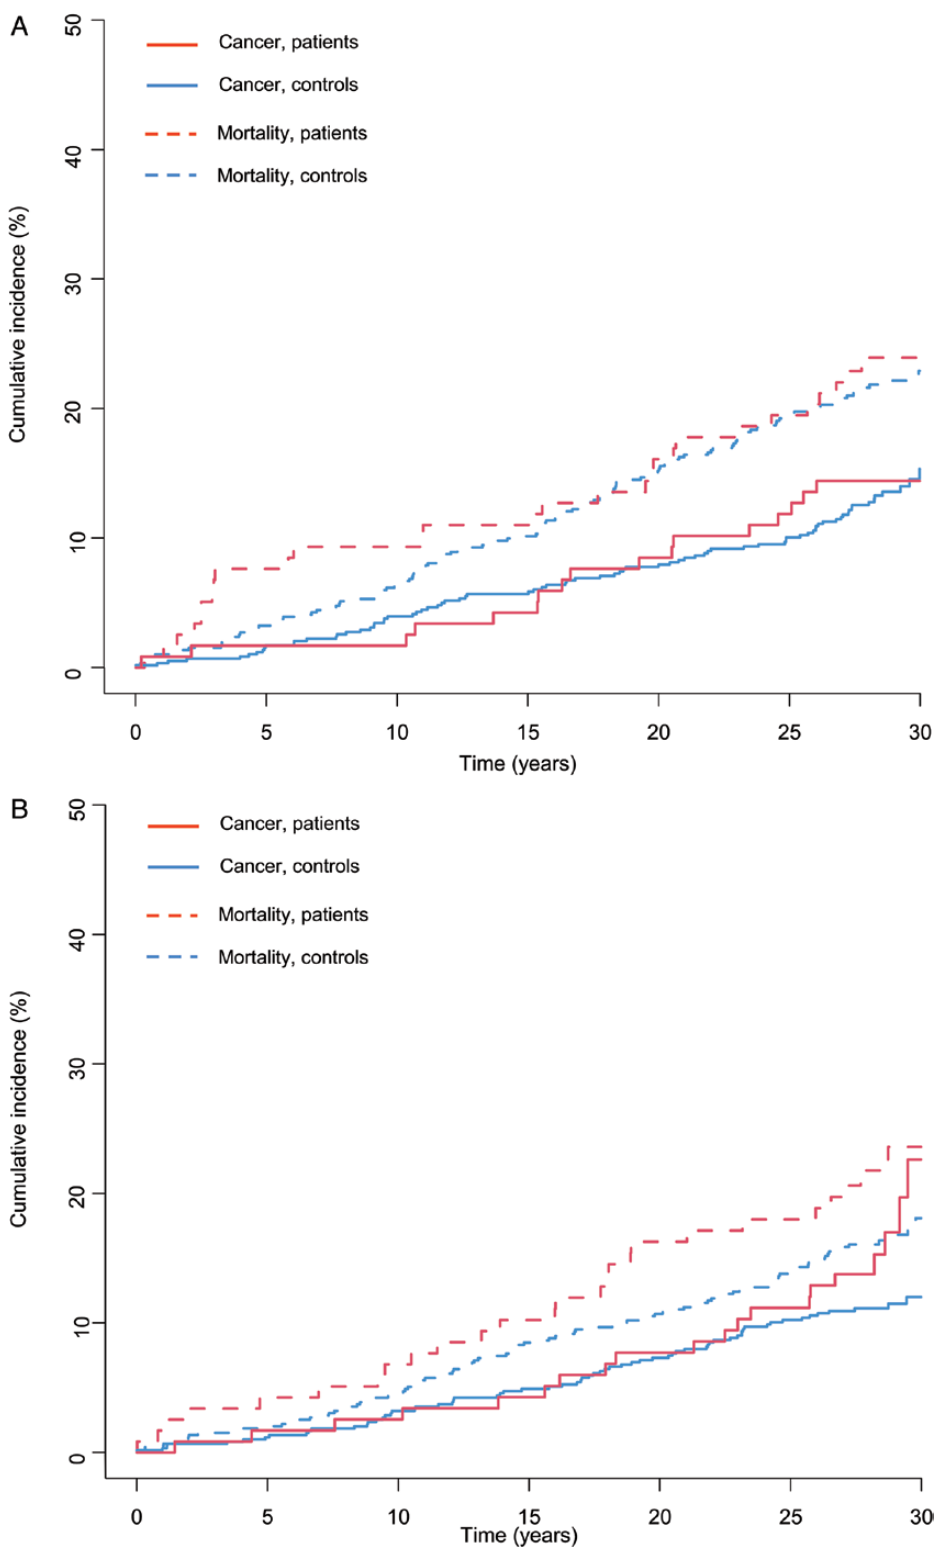 A
50
40
30
20
10
0
Cumulative incidence (%)
Cancer, patients
Cancer, controls
Mortality, patients
Mortality, controls
0 5 10 15 20 25 30
Time (years)
B
50
40
30
20
10
0
Cumulative incidence (%)
Cancer, patients
Cancer, controls
Mortality, patients
Mortality, controls
0 5 10 15 20 25 30
Time (years)